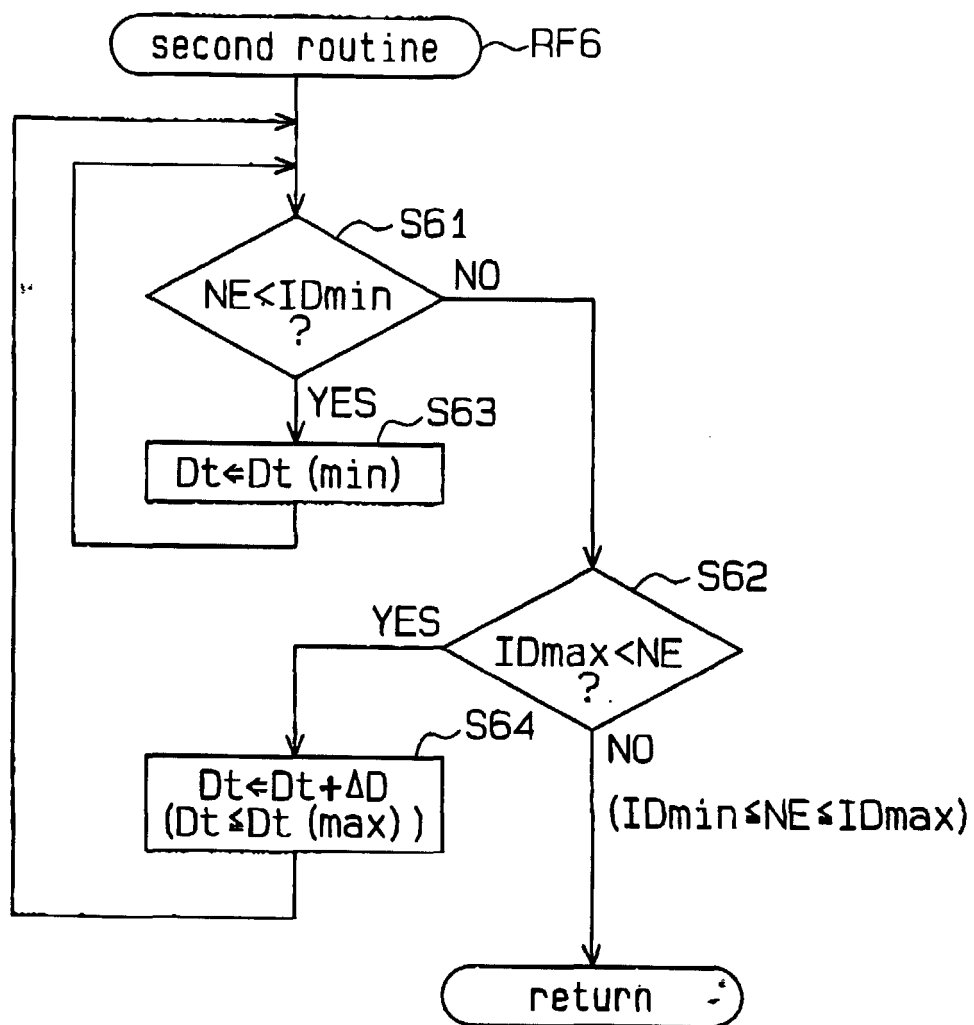 second routine
RF6
S61
NE<IDmin
?
NO
YES
S63
Dt⇐Dt (min)
S62
YES
IDmax<NE
?
S64
NO
Dt⇐Dt+ΔD
(Dt≦Dt (max))
(IDmin≦NE≦IDmax)
return